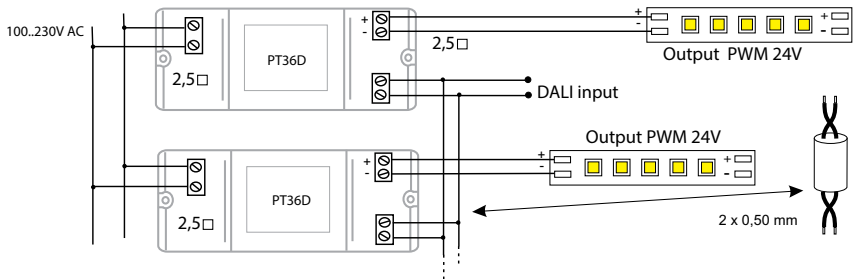 100..230V AC
2,5□
PT36D
+
-
2,5□
+
-
+
-
Output PWM 24V
DALI input
2,5□
PT36D
+
-
Output PWM 24V
+
-
+
-
2 x 0,50 mm